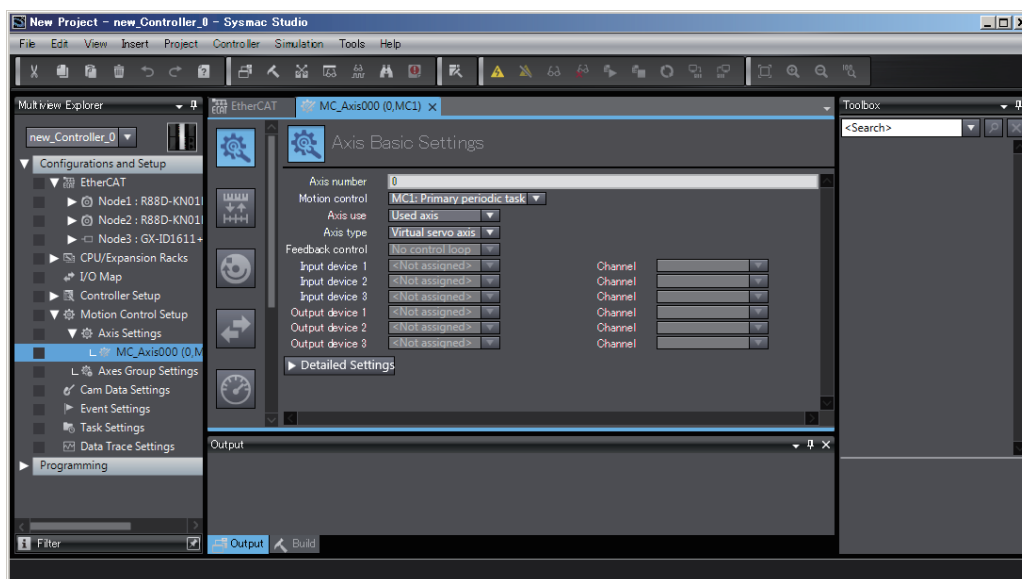 New Project - new_Controller_0 - Sysmac Studio
File Edit View Insert Project Controller Simulation Tools Help
Multiview Explorer
new_Controller_0
Configurations and Setup
EtherCAT
Node1 : R88D-KN01
Node2 : R88D-KN01
Node3 : GX-ID1611+
CPU/Expansion Racks
I/O Map
Controller Setup
Motion Control Setup
Axis Settings
MC_Axis000 (0,M
Axes Group Settings
Cam Data Settings
Event Settings
Task Settings
Data Trace Settings
Programming
Filter
EtherCAT MC_Axis000 (0,MC1)
Axis Basic Settings
Axis number 0
Motion control MC1: Primary periodic task
Axis use Used axis
Axis type Virtual servo axis
Feedback control No control loop
Input device 1 <Not assigned> Channel
Input device 2 <Not assigned> Channel
Input device 3 <Not assigned> Channel
Output device 1 <Not assigned> Channel
Output device 2 <Not assigned> Channel
Output device 3 <Not assigned> Channel
Detailed Settings
Output
Output Build
Toolbox
<Search>